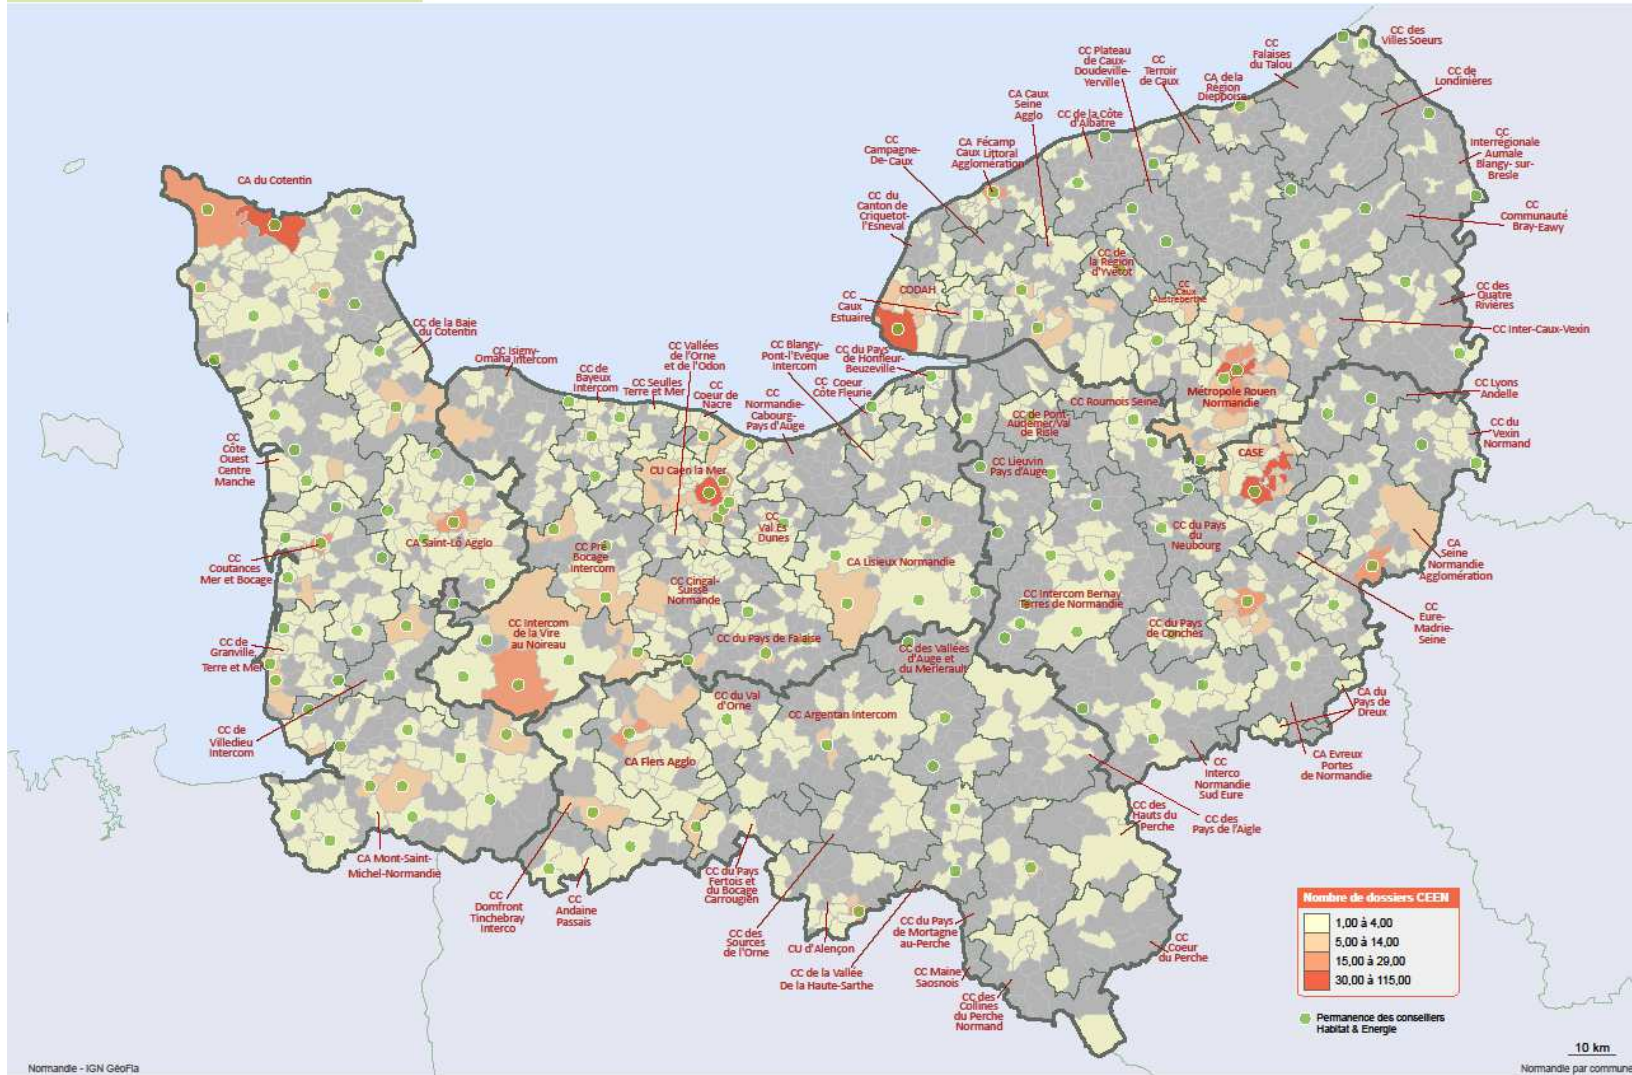 CC des
Villes Soeurs
CC
Falaises
du Talou
CC Plateau
de Caux-
Doudeville-
Yerville
CC
Terroir
de Caux
CC de
Londinières
CA de la
Région
Dieppoise
CA Caux
Seine
Agglo
CC de la Côte
d'Albatre
CC
Interrégionale
Aumale
Blangy- sur-
Bresle
CC
Campagne-
De- Caux
CA Fécamp
Caux Littoral
Agglomération
CA du Cotentin
CC du
Canton de
Criquetot-
l'Esneval
CC
Communauté
Bray-Eawy
CC de
la Région
d'Yvetot
CODAH
CC
Caux
Austreberthe
CC des
Quatre
Rivières
CC
Caux
Estuaire
CC Inter-Caux-Vexin
CC de la Baie
du Cotentin
CC Isigny-
Omaha Intercom
CC Vallées
de l'Orne
et de l'Odon
CC Blangy-
Pont-l'Eveque
Intercom
CC du Pays
de Honfleur-
Beuzeville
CC de
Bayeux
Intercom
CC Seulles
Terre et Mer
CC
Coeur de
Nacre
CC Coeur
Côte Fleurie
CC
Normandie-
Cabourg-
Pays d'Auge
Métropole Rouen
Normandie
CC Lyons
Andelle
CC Roumois Seine
CC de Pont-
Audemer/Val
de Risle
CC du
Vexin
Normand
CC
Côte
Ouest
Centre
Manche
CU Caen la Mer
CC Lieuvin
Pays d'Auge
CASE
CC
Val Es
Dunes
CC du Pays
du
Neubourg
CA Saint-Lô Agglo
CC Pré
Bocage
Intercom
CA
Seine
Normandie
Agglomération
CC
Coutances
Mer et Bocage
CA Lisieux Normandie
CC Cingal-
Suisse
Normande
CC Intercom Bernay
Terres de Normandie
CC
Eure-
Madrie-
Seine
CC Intercom
de la Vire
au Noireau
CC du Pays
de Conches
CC de
Granville,
Terre et Mer
CC du Pays de Falaise
CC des Vallées
d'Auge et
du Merlerault
CC du Val
d'Orne
CA du
Pays de
Dreux
CC Argentan Intercom
CC de
Villedieu
Intercom
CA Flers Agglo
CA Evreux
Portes
de Normandie
CC
Interco
Normandie
Sud Eure
CC des
Hauts du
Perche
CC des
Pays de l'Aigle
CA Mont-Saint-
Michel-Normandie
CC
Domfront
Tinchebray
Interco
CC
Andaine
Passais
CC du Pays
Fertois et
du Bocage
Carrougien
CC des
Sources
de l'Orne
CU d'Alençon
CC de la Vallée
De la Haute-Sarthe
CC du Pays
de Mortagne
au-Perche
CC Maine
Saosnois
CC des
Collines
du Perche
Normand
CC
Coeur
du Perche
Nombre de dossiers CEEN
1,00 à 4,00
5,00 à 14,00
15,00 à 29,00
30,00 à 115,00
Permanence des conseillers
Habitat & Energie
10 km
Normandie - IGN GéoFla
Normandie par commune